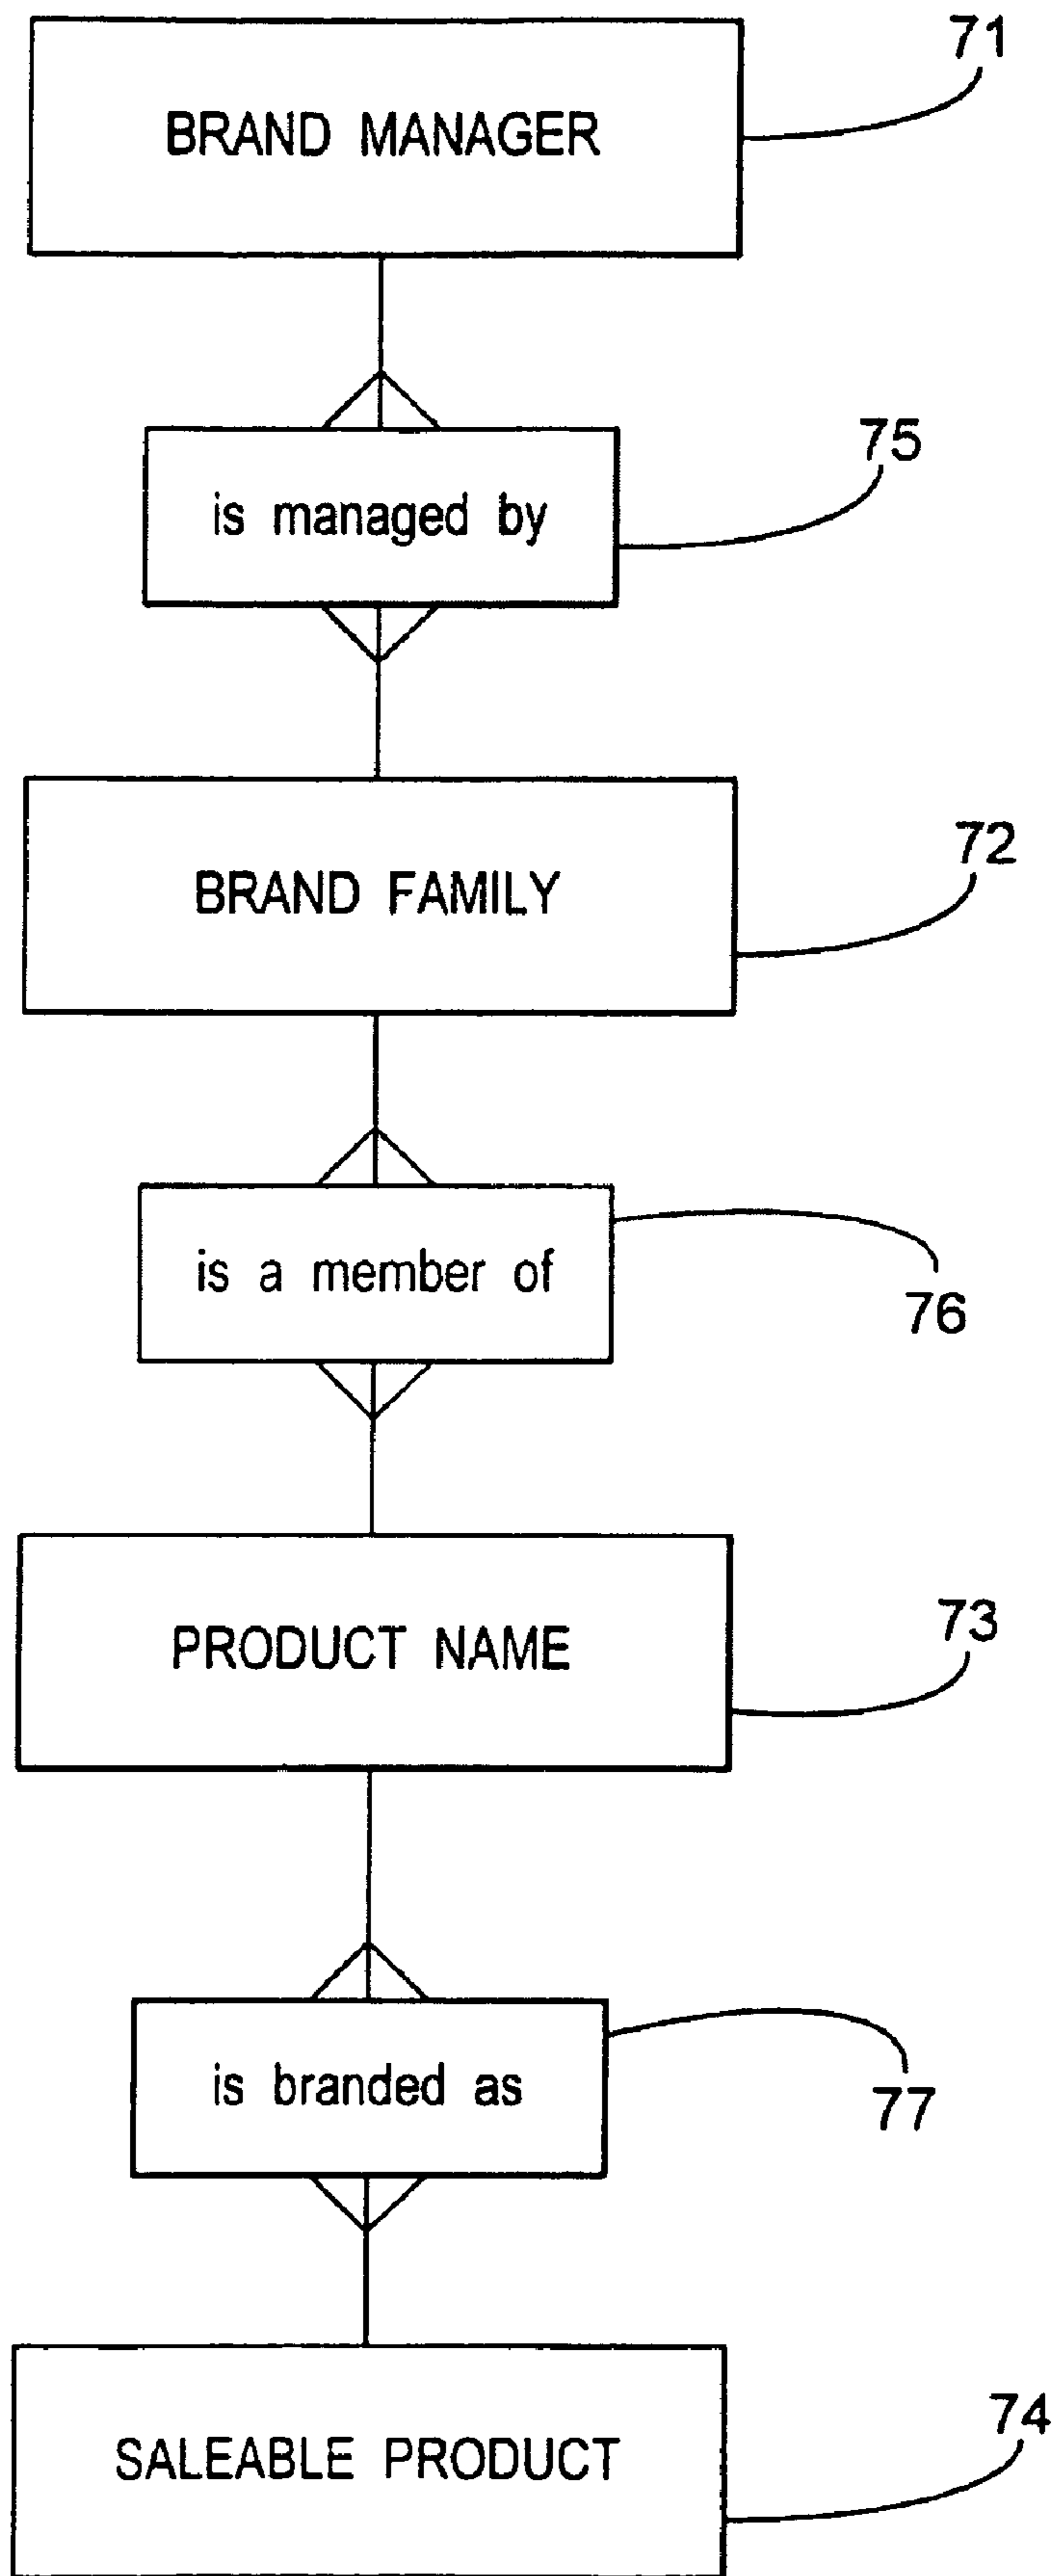 71
BRAND MANAGER
75
is managed by
72
BRAND FAMILY
is a member of
76
73
PRODUCT NAME
is branded as
77
74
SALEABLE PRODUCT